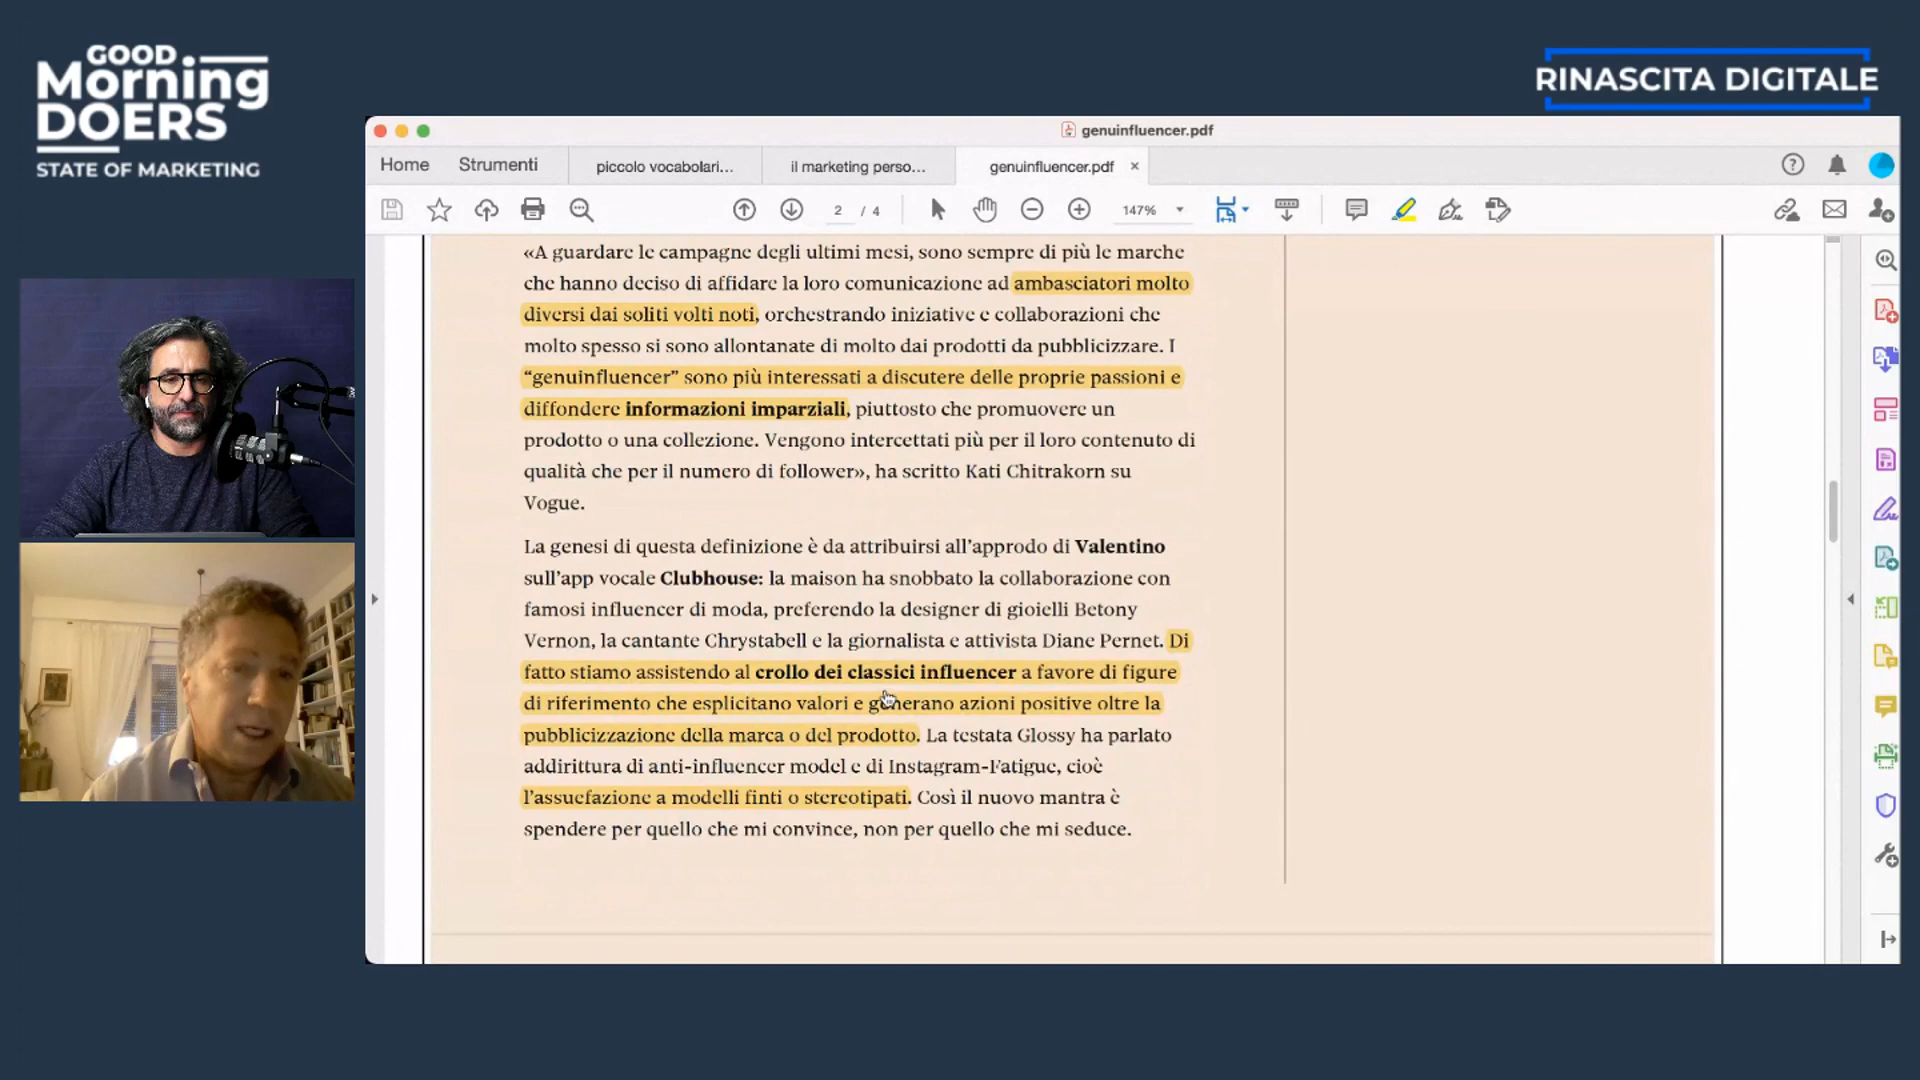 GOOD
Morning
DOERS
STATE OF MARKETING
RINASCITA DIGITALE
genuinfluencer.pdf
Home Strumenti piccolo vocabolari... il marketing perso... genuinfluencer.pdf ×
2 / 4 147%
«A guardare le campagne degli ultimi mesi, sono sempre di più le marche
che hanno deciso di affidare la loro comunicazione ad ambasciatori molto
diversi dai soliti volti noti, orchestrando iniziative e collaborazioni che
molto spesso si sono allontanate di molto dai prodotti da pubblicizzare. I
“genuinfluencer” sono più interessati a discutere delle proprie passioni e
diffondere informazioni imparziali, piuttosto che promuovere un
prodotto o una collezione. Vengono intercettati più per il loro contenuto di
qualità che per il numero di follower», ha scritto Kati Chitrakorn su
Vogue.
La genesi di questa definizione è da attribuirsi all’approdo di Valentino
sull’app vocale Clubhouse: la maison ha snobbato la collaborazione con
famosi influencer di moda, preferendo la designer di gioielli Betony
Vernon, la cantante Chrystabell e la giornalista e attivista Diane Pernet. Di
fatto stiamo assistendo al crollo dei classici influencer a favore di figure
di riferimento che esplicitano valori e generano azioni positive oltre la
pubblicizzazione della marca o del prodotto. La testata Glossy ha parlato
addirittura di anti-influencer model e di Instagram-Fatigue, cioè
l’assuefazione a modelli finti o stereotipati. Così il nuovo mantra è
spendere per quello che mi convince, non per quello che mi seduce.